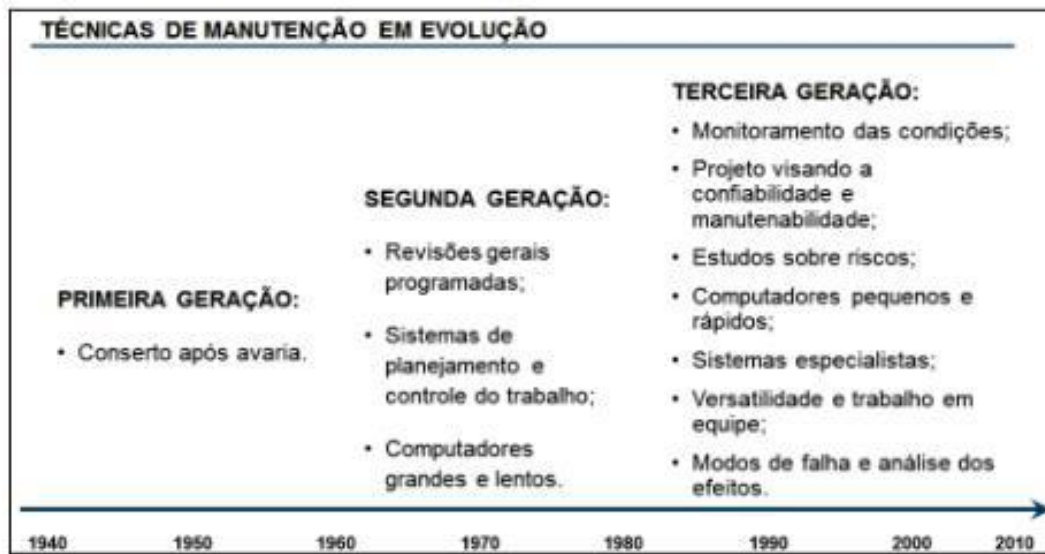 TÉCNICAS DE MANUTENÇÃO EM EVOLUÇÃO
PRIMEIRA GERAÇÃO:
• Conserto após avaria.
SEGUNDA GERAÇÃO:
• Revisões gerais
programadas;
• Sistemas de
planejamento e
controle do trabalho;
• Computadores
grandes e lentos.
TERCEIRA GERAÇÃO:
• Monitoramento das condições;
• Projeto visando a
confiabilidade e
manutenabilidade;
• Estudos sobre riscos;
• Computadores pequenos e
rápidos;
• Sistemas especialistas;
• Versatilidade e trabalho em
equipe;
• Modos de falha e análise dos
efeitos.
1940 1950 1960 1970 1980 1990 2000 2010